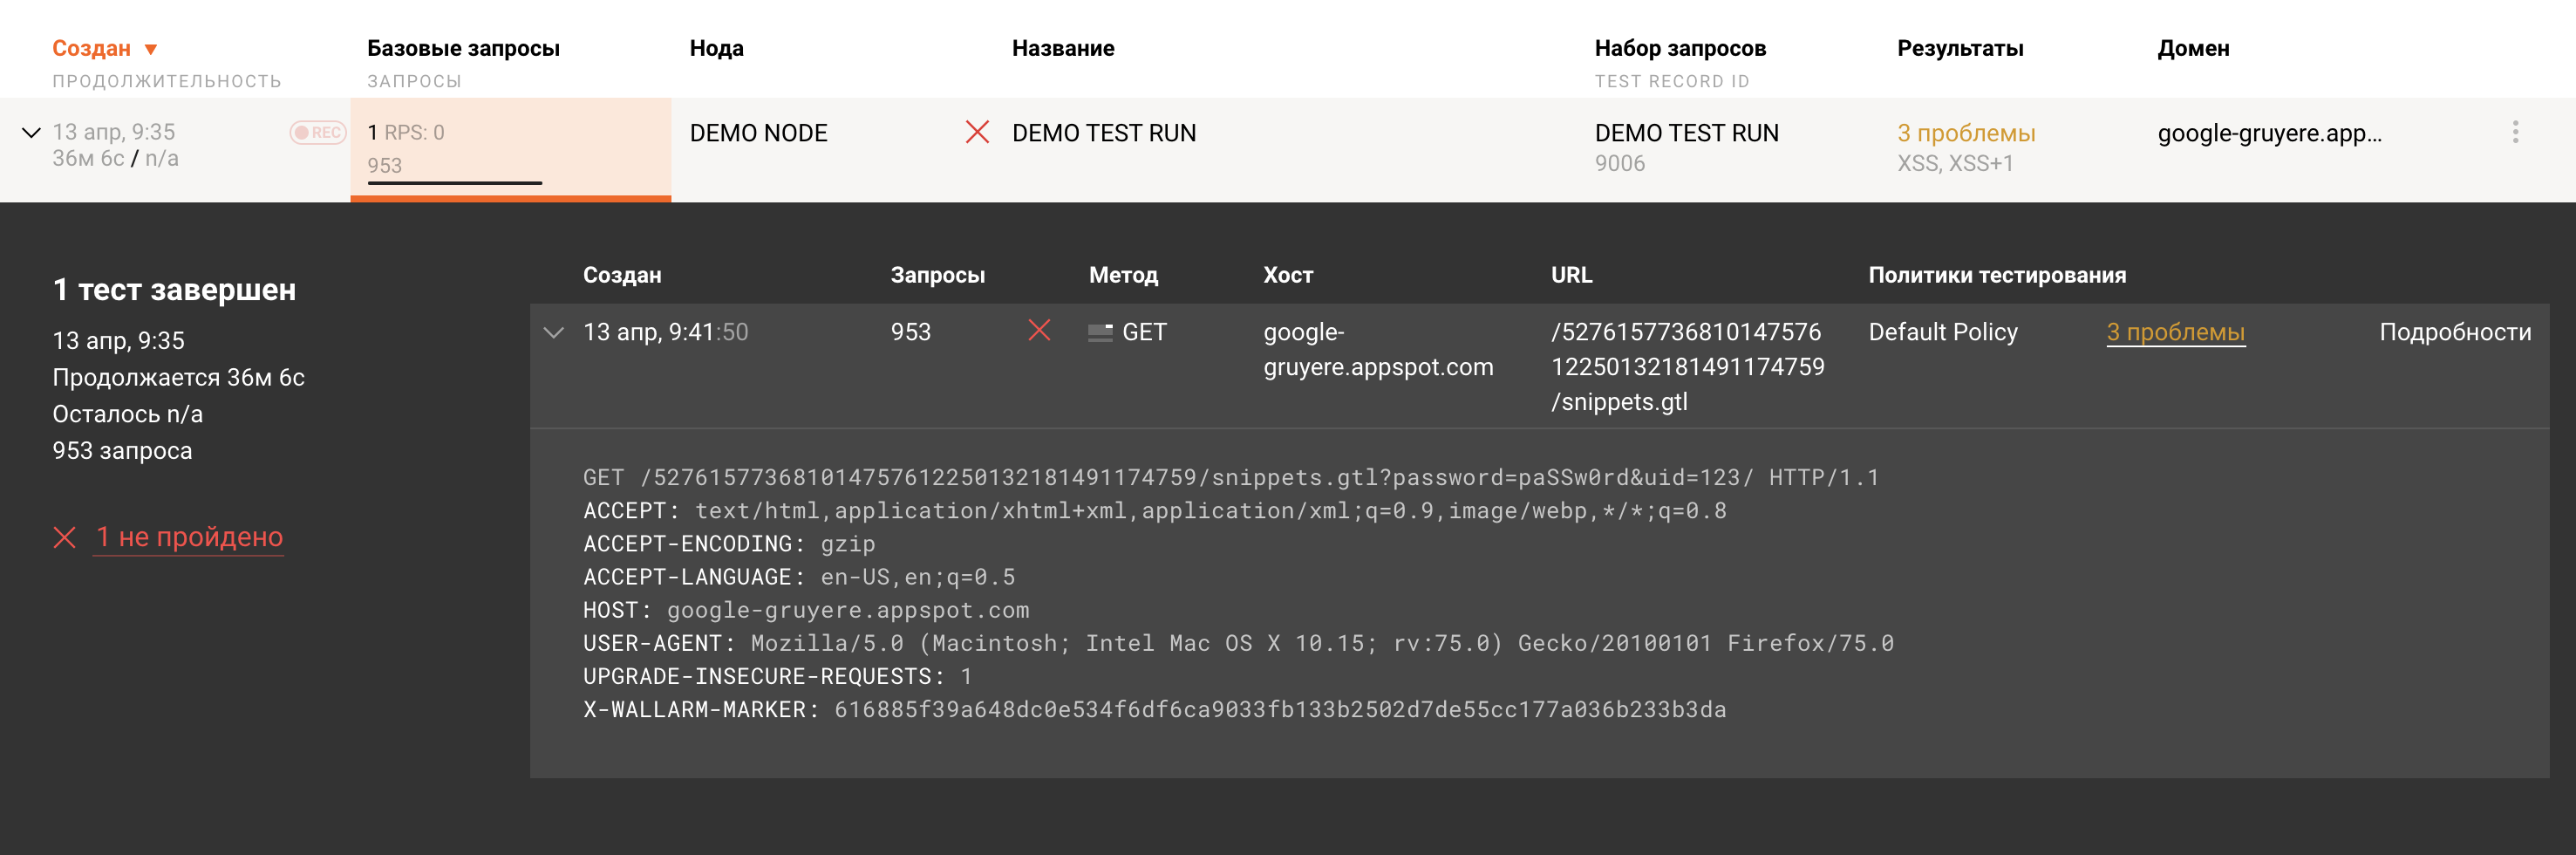 Создан ▼ Базовые запросы Нода Название Набор запросов Результаты Домен
ПРОДОЛЖИТЕЛЬНОСТЬ ЗАПРОСЫ TEST RECORD ID
13 апр, 9:35 REC 1 RPS: 0 DEMO NODE DEMO TEST RUN DEMO TEST RUN 3 проблемы google-gruyere.app...
36м 6с / n/a 953 9006 XSS, XSS+1
1 тест завершен
13 апр, 9:35
Продолжается 36м 6с
Осталось n/a
953 запроса
1 не пройдено
Создан Запросы Метод Хост URL Политики тестирования
13 апр, 9:41:50 953 GET google- /5276157736810147576 Default Policy 3 проблемы Подробности
gruyere.appspot.com 12250132181491174759
/snippets.gtl
GET /527615773681014757612250132181491174759/snippets.gtl?password=paSSw0rd&uid=123/ HTTP/1.1
ACCEPT: text/html,application/xhtml+xml,application/xml;q=0.9,image/webp,*/*;q=0.8
ACCEPT-ENCODING: gzip
ACCEPT-LANGUAGE: en-US,en;q=0.5
HOST: google-gruyere.appspot.com
USER-AGENT: Mozilla/5.0 (Macintosh; Intel Mac OS X 10.15; rv:75.0) Gecko/20100101 Firefox/75.0
UPGRADE-INSECURE-REQUESTS: 1
X-WALLARM-MARKER: 616885f39a648dc0e534f6df6ca9033fb133b2502d7de55cc177a036b233b3da